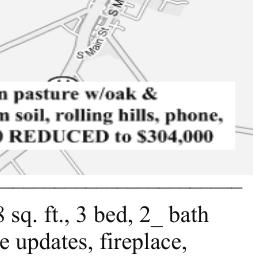 S M
S Main St
n pasture w/oak &
m soil, rolling hills, phone,
0 REDUCED to $304,000
8 sq. ft., 3 bed, 2_ bath
e updates, fireplace,